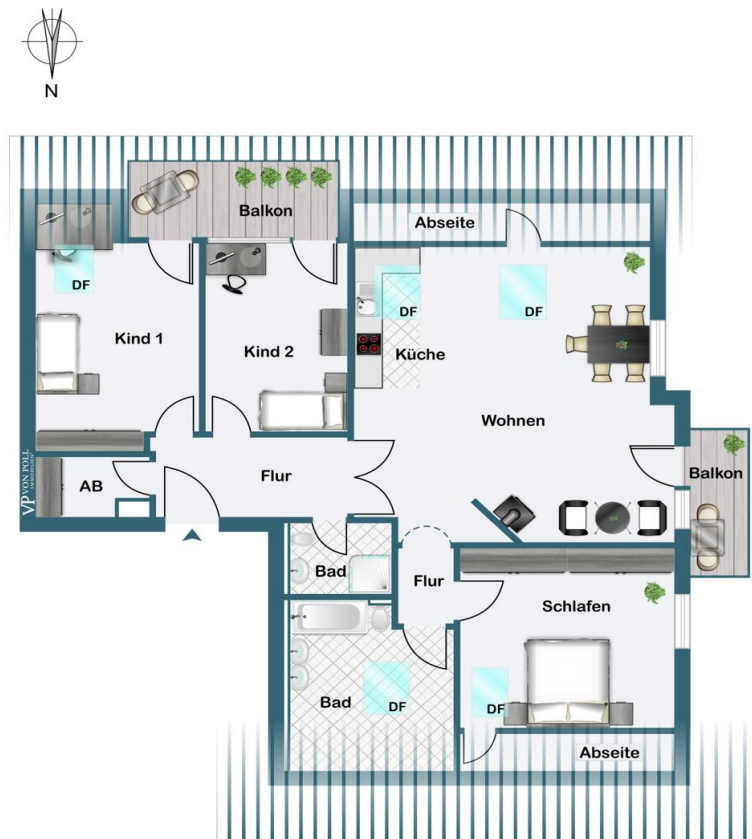 N
Balkon
Abseite
DF
DF
DF
Kind 1
Kind 2
Küche
Wohnen
Balkon
Flur
AB
VP VON POLL
IMMOBILIEN
Bad
Flur
Schlafen
Bad
DF
DF
Abseite